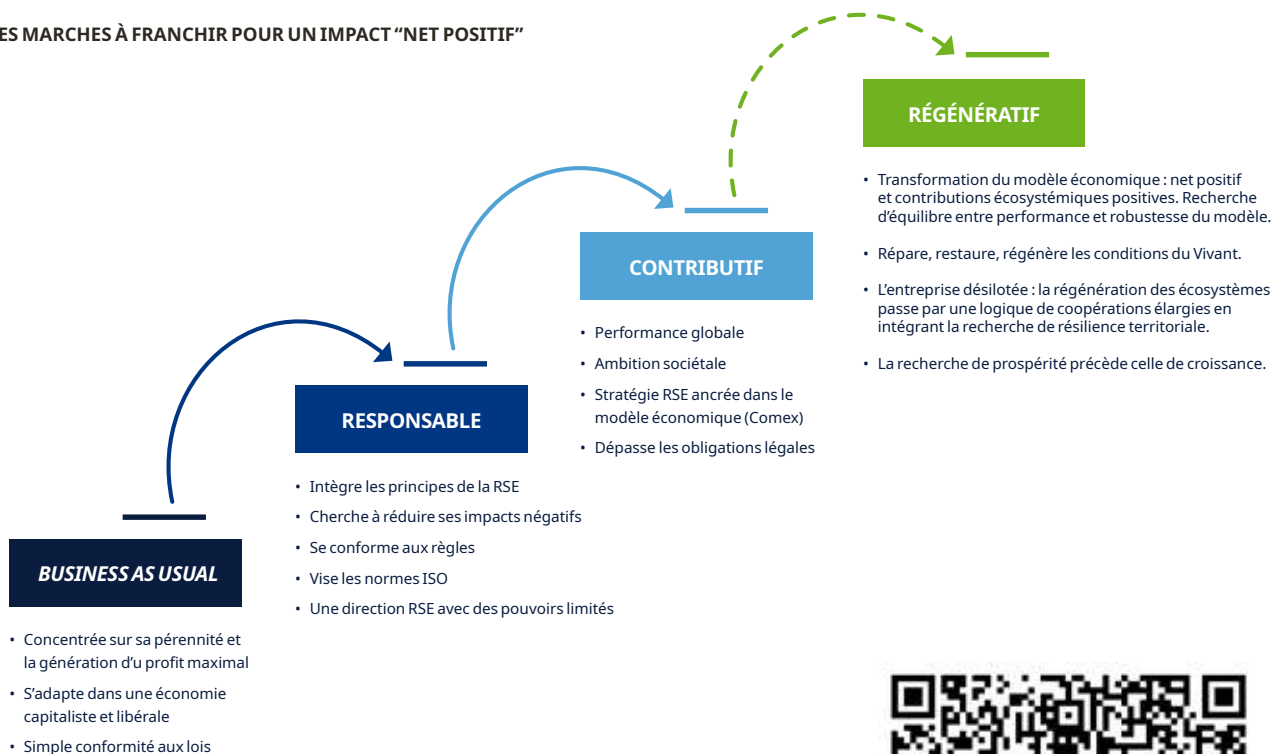 ES MARCHES À FRANCHIR POUR UN IMPACT “NET POSITIF”
RÉGÉNÉRATIF
• Transformation du modèle économique : net positif
et contributions écosystémiques positives. Recherche
d’équilibre entre performance et robustesse du modèle.
• Répare, restaure, régénère les conditions du Vivant.
• L’entreprise désilotée : la régénération des écosystèmes
passe par une logique de coopérations élargies en
intégrant la recherche de résilience territoriale.
• La recherche de prospérité précède celle de croissance.
CONTRIBUTIF
• Performance globale
• Ambition sociétale
• Stratégie RSE ancrée dans le
modèle économique (Comex)
• Dépasse les obligations légales
RESPONSABLE
• Intègre les principes de la RSE
• Cherche à réduire ses impacts négatifs
• Se conforme aux règles
• Vise les normes ISO
• Une direction RSE avec des pouvoirs limités
BUSINESS AS USUAL
• Concentrée sur sa pérennité et
la génération d’u profit maximal
• S’adapte dans une économie
capitaliste et libérale
• Simple conformité aux lois